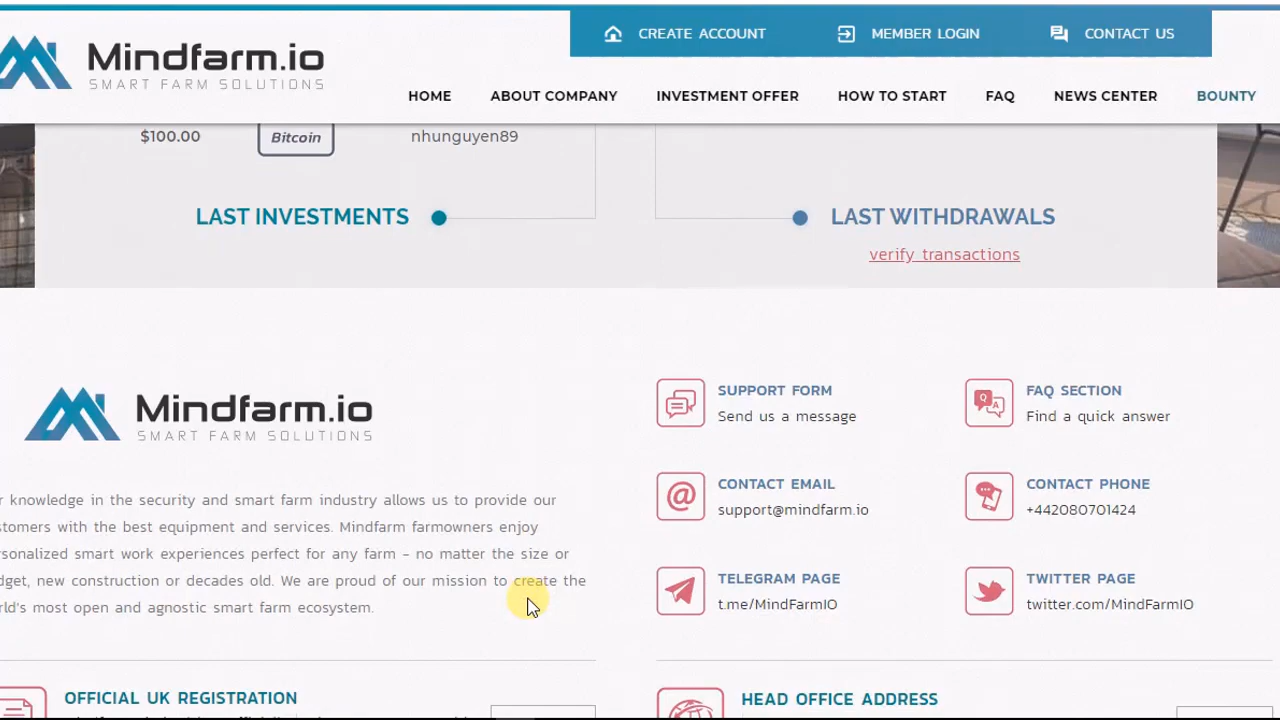 CREATE ACCOUNT
MEMBER LOGIN
CONTACT US
Mindfarm.io
SMART FARM SOLUTIONS
HOME
ABOUT COMPANY
INVESTMENT OFFER
HOW TO START
FAQ
NEWS CENTER
BOUNTY
$100.00
Bitcoin
nhunguyen89
LAST INVESTMENTS
LAST WITHDRAWALS
verify transactions
Mindfarm.io
SMART FARM SOLUTIONS
r knowledge in the security and smart farm industry allows us to provide our
stomers with the best equipment and services. Mindfarm farmowners enjoy
rsonalized smart work experiences perfect for any farm – no matter the size or
dget, new construction or decades old. We are proud of our mission to create the
rld's most open and agnostic smart farm ecosystem.
SUPPORT FORM
Send us a message
FAQ SECTION
Find a quick answer
CONTACT EMAIL
support@mindfarm.io
CONTACT PHONE
+442080701424
TELEGRAM PAGE
t.me/MindFarmIO
TWITTER PAGE
twitter.com/MindFarmIO
OFFICIAL UK REGISTRATION
HEAD OFFICE ADDRESS